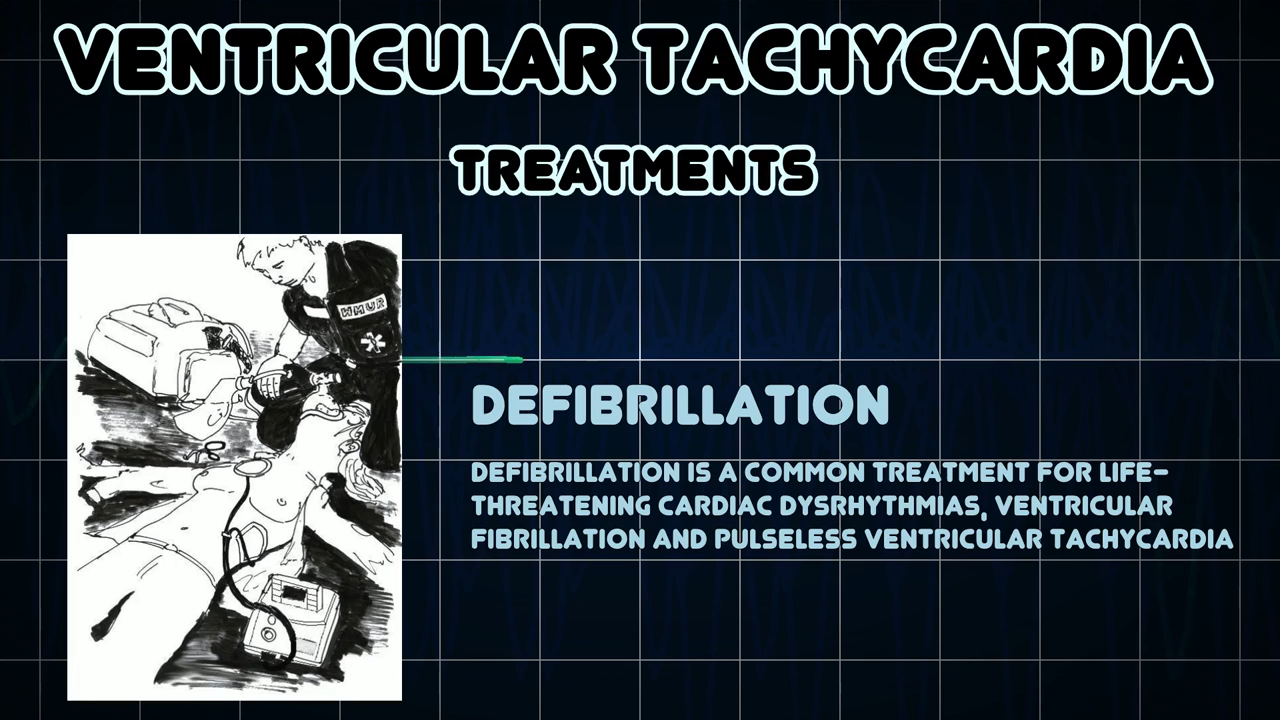 VENTRICULAR TACHYCARDIA
TREATMENTS
WMUR
DEFIBRILLATION
DEFIBRILLATION IS A COMMON TREATMENT FOR LIFE-
THREATENING CARDIAC DYSRHYTHMIAS, VENTRICULAR
FIBRILLATION AND PULSELESS VENTRICULAR TACHYCARDIA